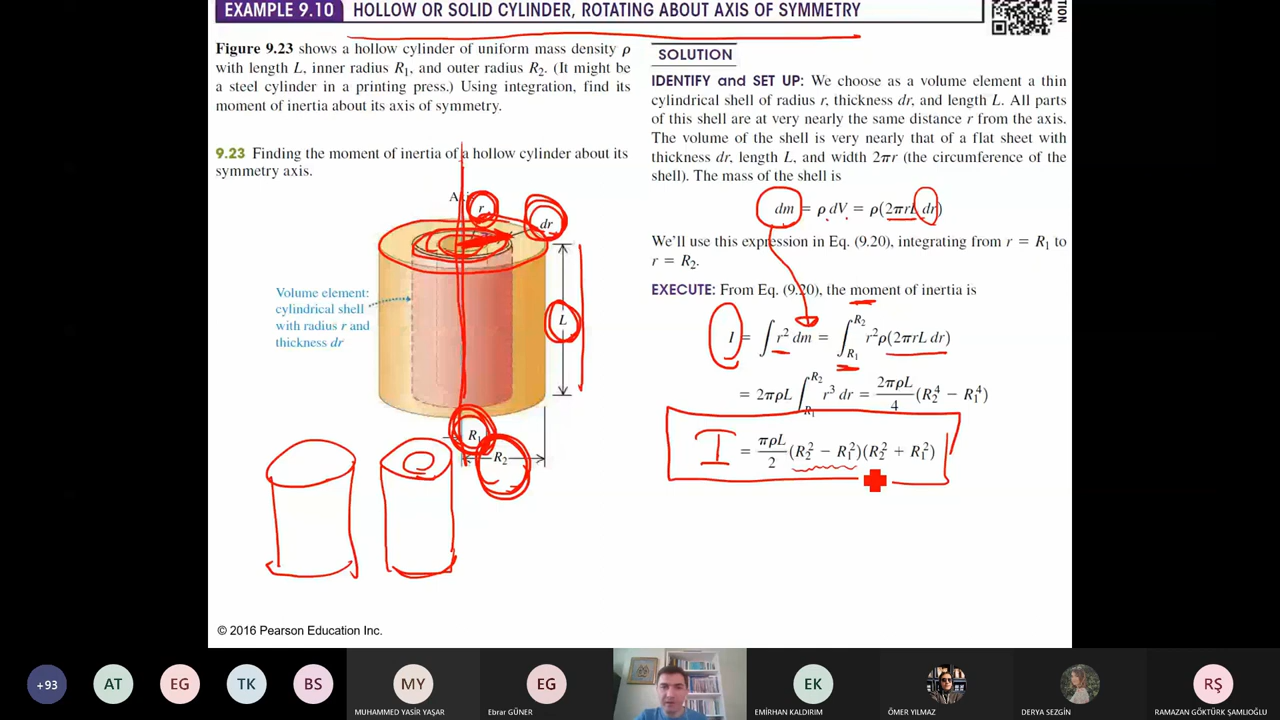 EXAMPLE 9.10 HOLLOW OR SOLID CYLINDER, ROTATING ABOUT AXIS OF SYMMETRY
Figure 9.23 shows a hollow cylinder of uniform mass density ρ
with length L, inner radius R₁, and outer radius R₂. (It might be
a steel cylinder in a printing press.) Using integration, find its
moment of inertia about its axis of symmetry.
9.23 Finding the moment of inertia of a hollow cylinder about its
symmetry axis.
r
dr
Volume element:
cylindrical shell
with radius r and
thickness dr
L
R₁
R₂
SOLUTION
IDENTIFY and SET UP: We choose as a volume element a thin
cylindrical shell of radius r, thickness dr, and length L. All parts
of this shell are at very nearly the same distance r from the axis.
The volume of the shell is very nearly that of a flat sheet with
thickness dr, length L, and width 2πr (the circumference of the
shell). The mass of the shell is
dm = ρ dV = ρ(2πrL dr)
We'll use this expression in Eq. (9.20), integrating from r = R₁ to
r = R₂.
EXECUTE: From Eq. (9.20), the moment of inertia is
I = ∫ r² dm = ∫_{R₁}^{R₂} r²ρ(2πrL dr)
= 2πρL ∫_{R₁}^{R₂} r³ dr = 2πρL/4 (R₂⁴ − R₁⁴)
I = πρL/2 (R₂² − R₁²)(R₂² + R₁²)
© 2016 Pearson Education Inc.
+93
AT
EG
TK
BS
MY
MUHAMMED YASİR YAŞAR
EG
Ebrar GÜNER
EK
EMİRHAN KALDIRIM
ÖMER YILMAZ
DERYA SEZGİN
RŞ
RAMAZAN GÖKTÜRK ŞAMLIOĞLU